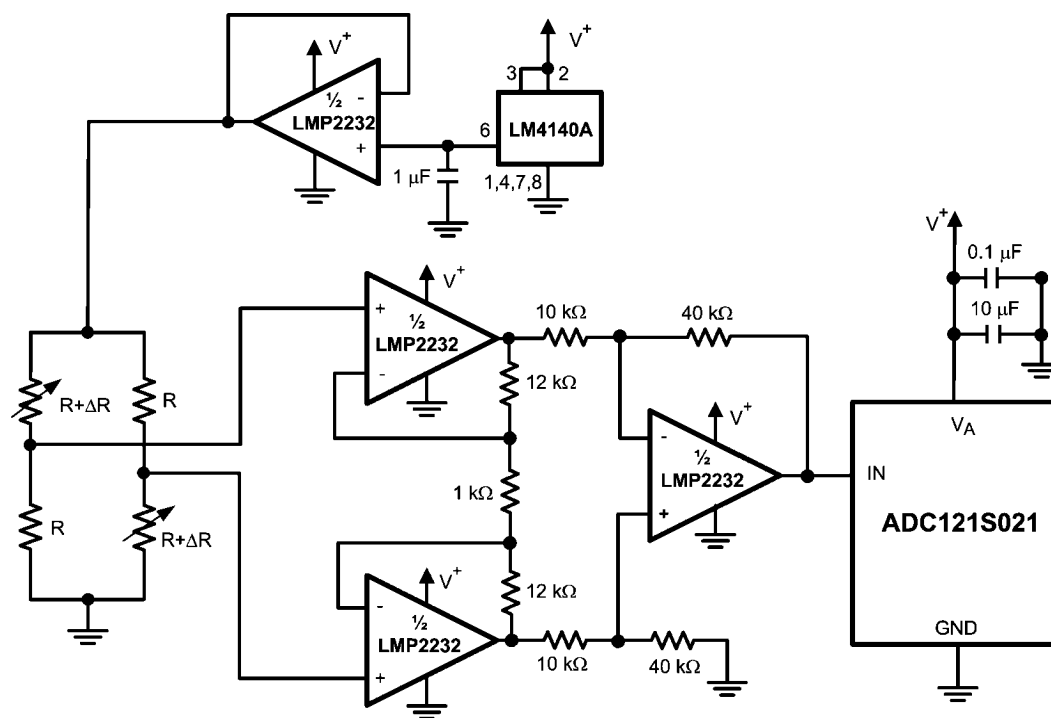 V+
½
LMP2232
-
+
1 µF
V+
3
2
6
LM4140A
1,4,7,8
V+
0.1 µF
10 µF
R+ΔR
R
R
R+ΔR
V+
+
½
LMP2232
-
10 kΩ
40 kΩ
12 kΩ
1 kΩ
12 kΩ
V+
-
½
LMP2232
+
V+
-
½
LMP2232
+
10 kΩ
40 kΩ
VA
IN
ADC121S021
GND